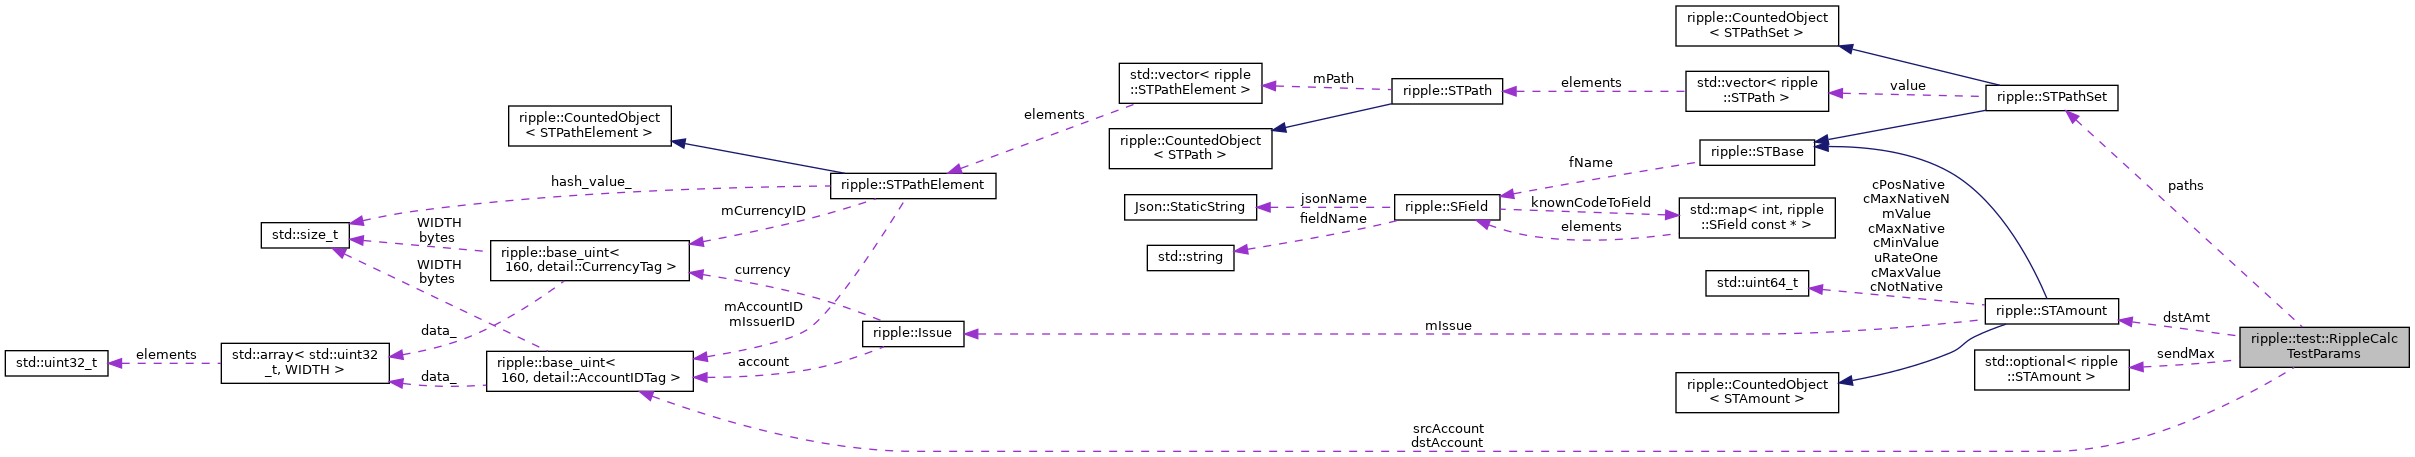 ripple::CountedObject
< STPathSet >
std::vector< ripple
::STPathElement >
mPath
ripple::STPath
elements
std::vector< ripple
::STPath >
value
ripple::STPathSet
ripple::CountedObject
< STPathElement >
elements
ripple::CountedObject
< STPath >
ripple::STBase
fName
hash_value_
ripple::STPathElement
paths
cPosNative
cMaxNativeN
mValue
cMaxNative
cMinValue
uRateOne
cMaxValue
cNotNative
Json::StaticString
jsonName
fieldName
ripple::SField
knownCodeToField
elements
std::map< int, ripple
::SField const * >
mCurrencyID
std::size_t
WIDTH
bytes
WIDTH
bytes
ripple::base_uint<
160, detail::CurrencyTag >
std::string
currency
std::uint64_t
mAccountID
mIssuerID
ripple::Issue
mIssue
ripple::STAmount
dstAmt
data_
ripple::test::RippleCalc
TestParams
std::uint32_t
elements
std::array< std::uint32
_t, WIDTH >
data_
ripple::base_uint<
160, detail::AccountIDTag >
account
std::optional< ripple
::STAmount >
sendMax
ripple::CountedObject
< STAmount >
srcAccount
dstAccount